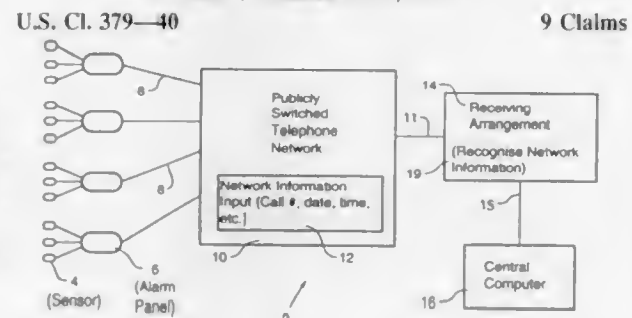 U.S. Cl. 379—40
9 Claims
8
Publicly
Switched
Telephone
Network
11
14
Receiving
Arrangement
(Recognise Network
Information)
19
8
Network Information
Input (Call #, date, time,
etc.]
15
10
12
4
(Sensor)
6
(Alarm
Panel)
Central
Computer
16